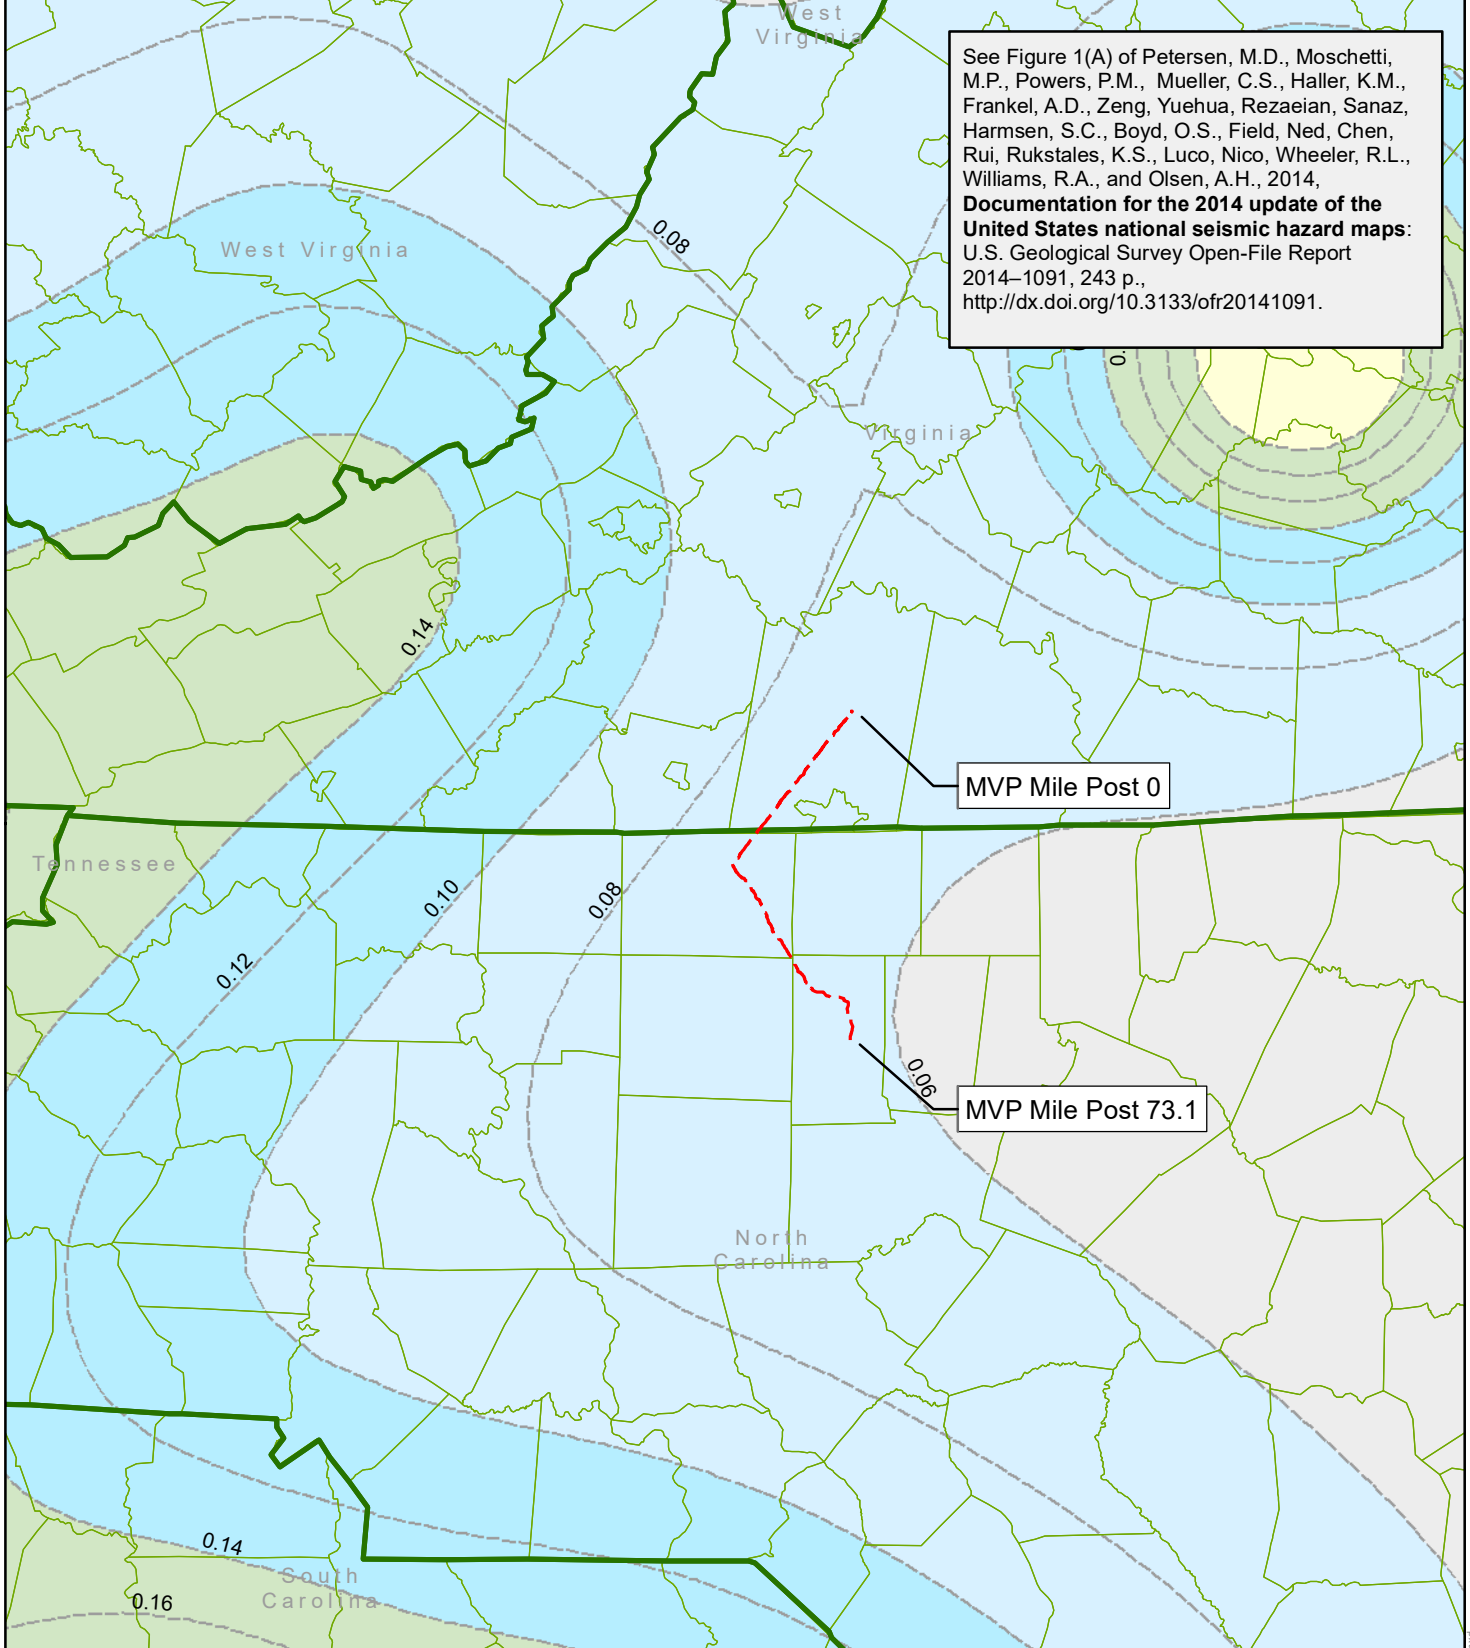 West
Virginia
See Figure 1(A) of Petersen, M.D., Moschetti,
M.P., Powers, P.M., Mueller, C.S., Haller, K.M.,
Frankel, A.D., Zeng, Yuehua, Rezaeian, Sanaz,
Harmsen, S.C., Boyd, O.S., Field, Ned, Chen,
Rui, Rukstales, K.S., Luco, Nico, Wheeler, R.L.,
Williams, R.A., and Olsen, A.H., 2014,
Documentation for the 2014 update of the
United States national seismic hazard maps:
U.S. Geological Survey Open-File Report
2014–1091, 243 p.,
http://dx.doi.org/10.3133/ofr20141091.
West Virginia
0.08
Virginia
0.14
MVP Mile Post 0
Tennessee
0.10
0.08
0.12
0.06
MVP Mile Post 73.1
North
Carolina
0.14
South
Carolina
0.16